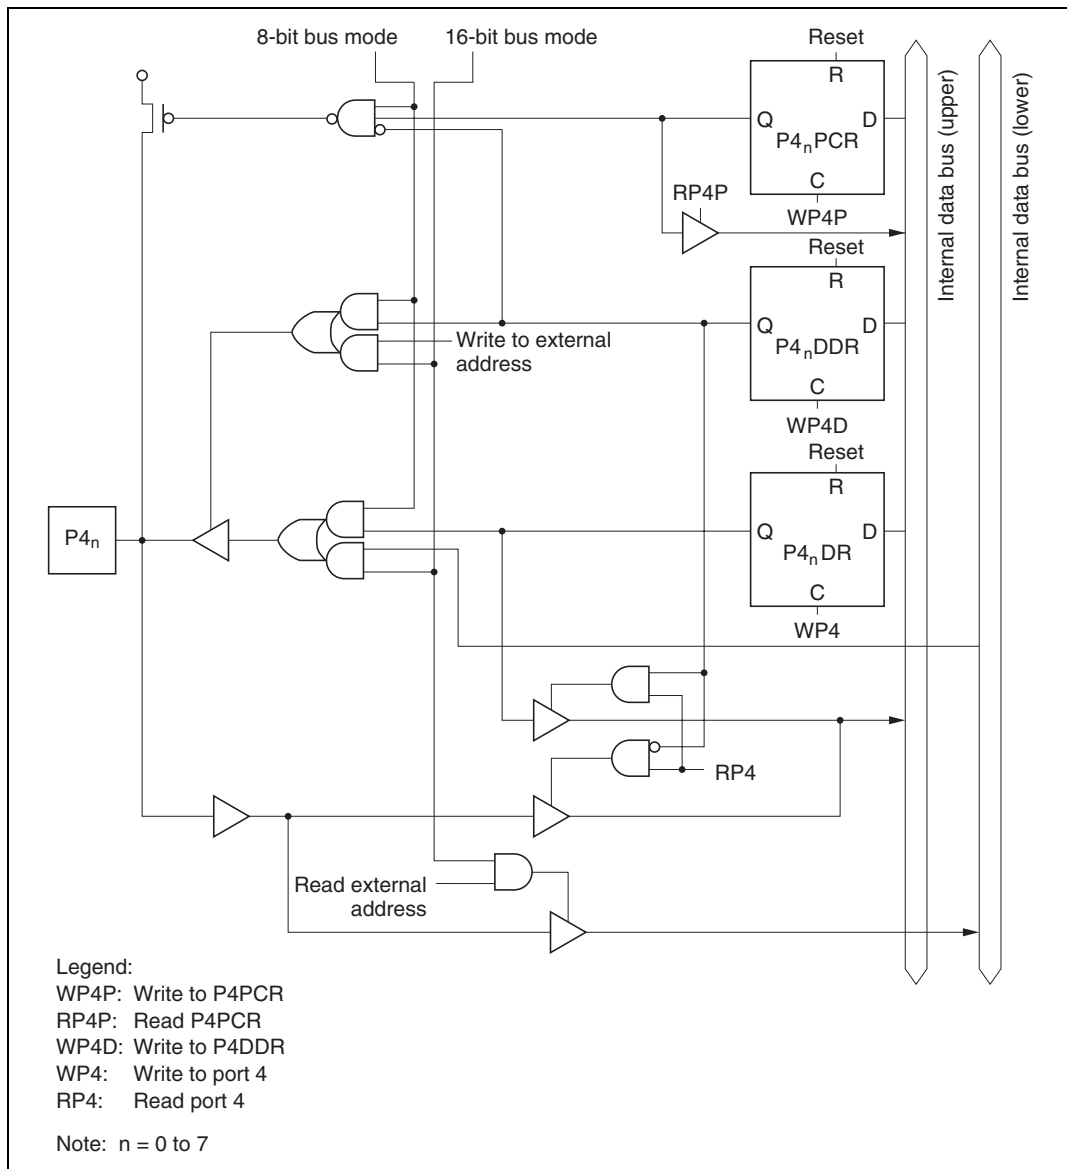 8-bit bus mode
16-bit bus mode
Reset
R
Q
D
P4nPCR
C
WP4P
RP4P
Reset
R
Q
D
P4nDDR
C
WP4D
Write to external
address
Reset
R
Q
D
P4nDR
C
WP4
P4n
RP4
Read external
address
Internal data bus (upper)
Internal data bus (lower)
Legend:
WP4P: Write to P4PCR
RP4P: Read P4PCR
WP4D: Write to P4DDR
WP4: Write to port 4
RP4: Read port 4
Note: n = 0 to 7